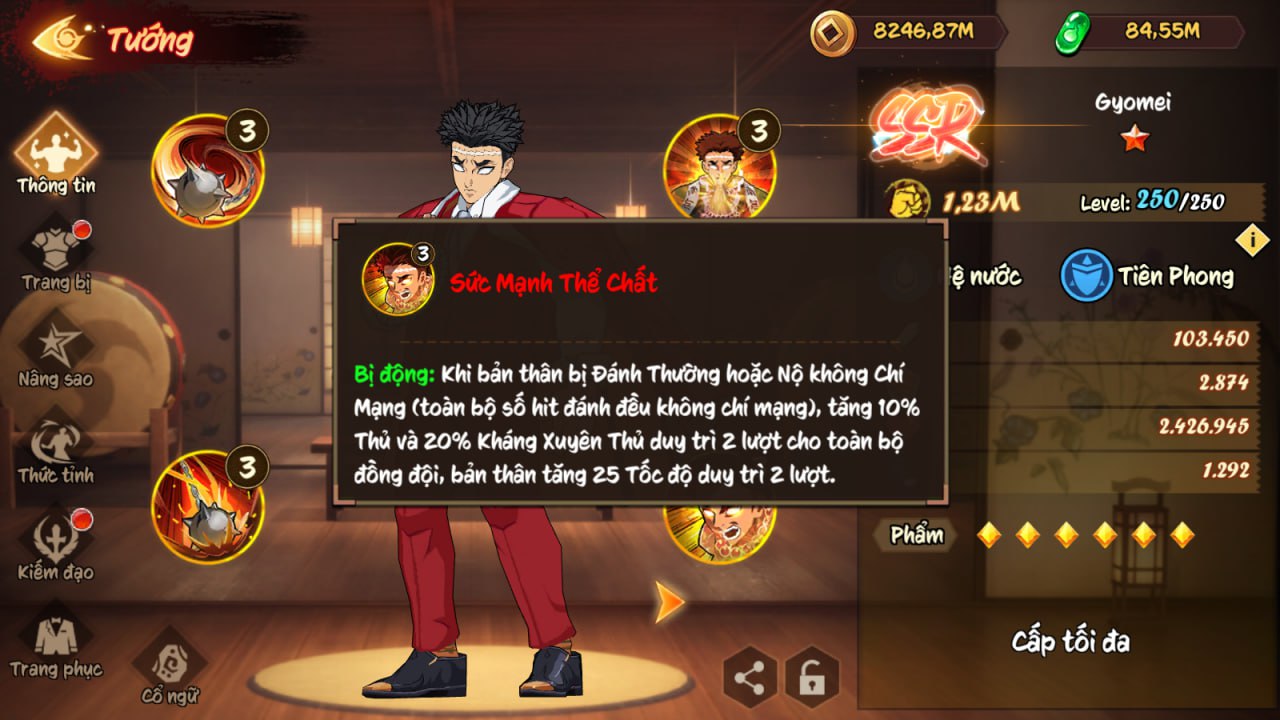 Tướng
8246,87M
84,55M
Thông tin
Trang bị
Nâng sao
Thức tỉnh
Kiếm đạo
Trang phục
Cổ ngữ
3
3
3
SSR
Gyomei
1,23M
Level: 250/250
i
ệ nước
Tiên Phong
103.450
2.874
2.426.945
1.292
Phẩm
Cấp tối đa
3
Sức Mạnh Thể Chất
Bị động: Khi bản thân bị Đánh Thường hoặc Nộ không Chí
Mạng (toàn bộ số hit đánh đều không chí mạng), tăng 10%
Thủ và 20% Kháng Xuyên Thủ duy trì 2 lượt cho toàn bộ
đồng đội, bản thân tăng 25 Tốc độ duy trì 2 lượt.